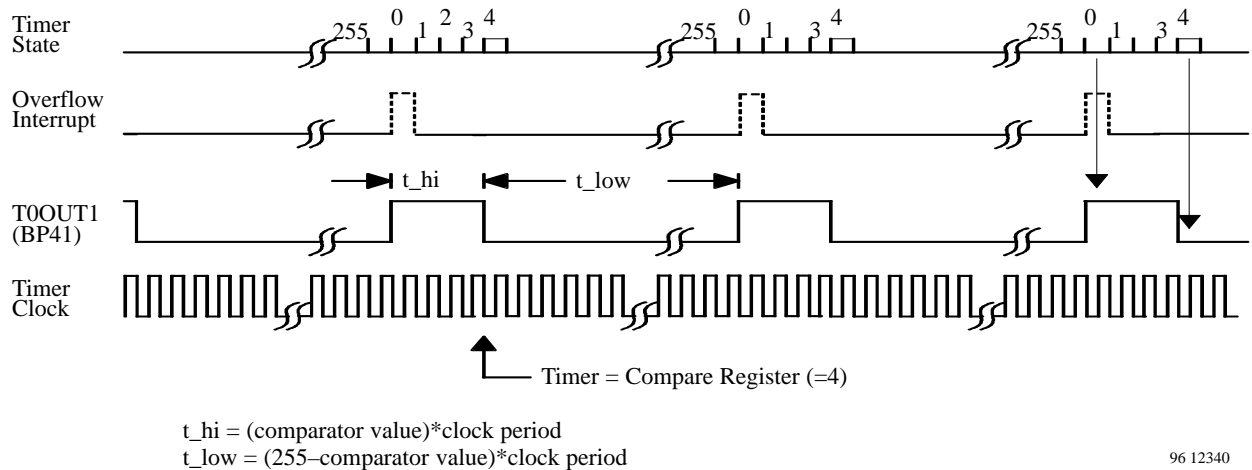 Timer
State
255 0 1 2 3 4
255 0 1 3 4
255 0 1 3 4
Overflow
Interrupt
t_hi
t_low
T0OUT1
(BP41)
Timer
Clock
Timer = Compare Register (=4)
t_hi = (comparator value)*clock period
t_low = (255–comparator value)*clock period
96 12340